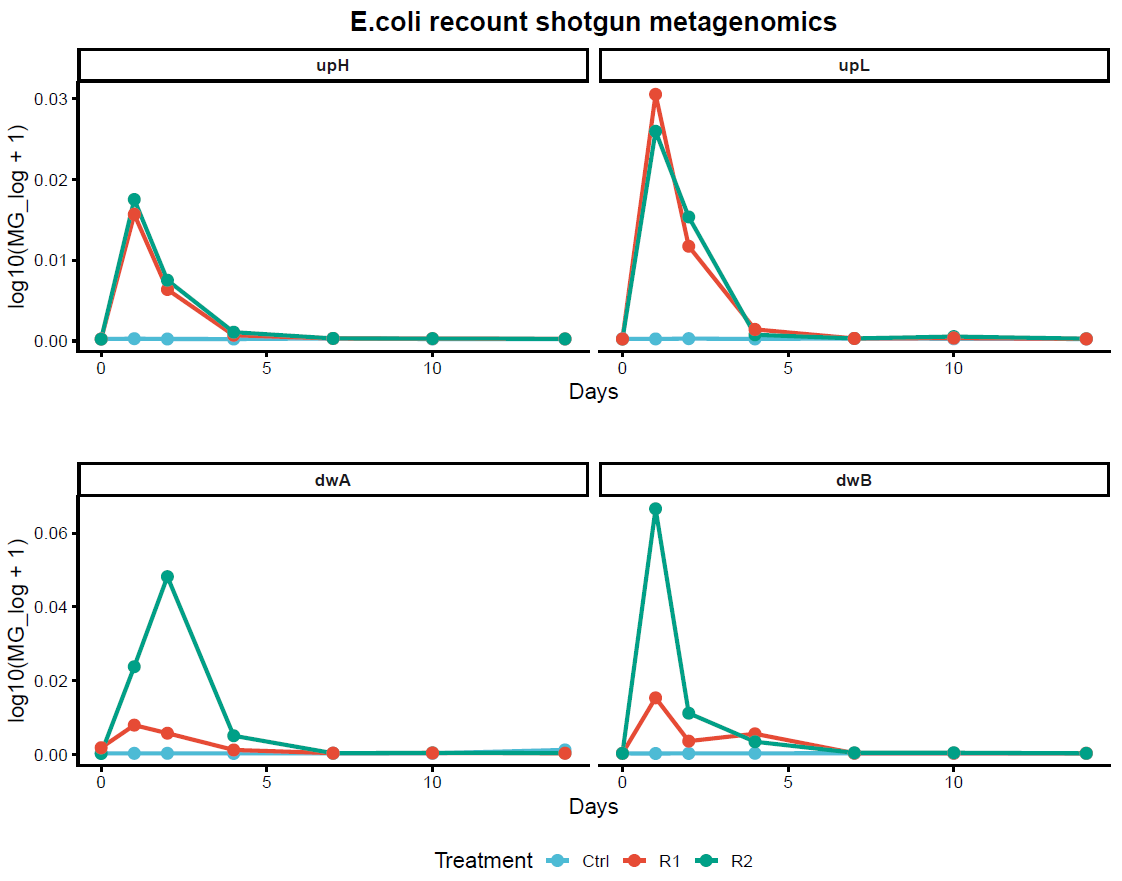 E.coli recount shotgun metagenomics
upH
upL
log10(MG_log + 1)
0.03
0.02
0.01
0.00
0
5
10
0
5
10
Days
dwA
dwB
log10(MG_log + 1)
0.06
0.04
0.02
0.00
0
5
10
0
5
10
Days
Treatment Ctrl R1 R2